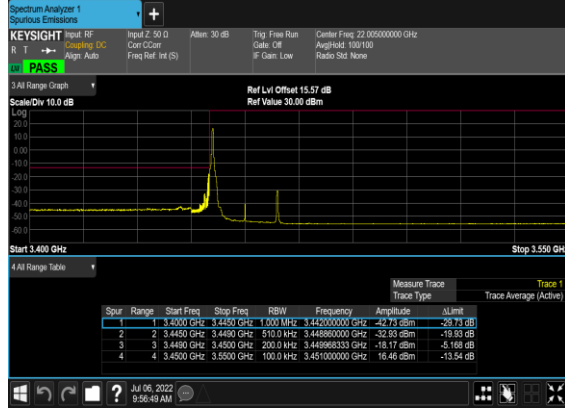 Spectrum Analyzer 1
Spurious Emissions
KEYSIGHT Input: RF Input Z: 50 Ω Atten: 30 dB Trig: Free Run Center Freq: 22.005000000 GHz
R T Coupling: DC Corr CCorr Gate: Off Avg|Hold: 100/100
Align: Auto Freq Ref: Int (S) IF Gain: Low Radio Std: None
PASS
3 All Range Graph Ref Lvl Offset 15.57 dB
Scale/Div 10.0 dB Ref Value 30.00 dBm
Log
20.0
10.0
0.00
-10.0
-20.0
-30.0
-40.0
-50.0
-60.0
Start 3.400 GHz Stop 3.550 GHz
4 All Range Table
Measure Trace Trace 1
Trace Type Trace Average (Active)
Spur Range Start Freq Stop Freq RBW Frequency Amplitude ΔLimit
1 1 3.4000 GHz 3.4450 GHz 1.000 MHz 3.442000000 GHz -42.73 dBm -29.73 dB
2 2 3.4450 GHz 3.4490 GHz 510.0 kHz 3.448860000 GHz -32.93 dBm -19.93 dB
3 3 3.4490 GHz 3.4500 GHz 200.0 kHz 3.449968333 GHz -18.17 dBm -5.168 dB
4 4 3.4500 GHz 3.5500 GHz 100.0 kHz 3.451000000 GHz 16.46 dBm -13.54 dB
? Jul 06, 2022
9:56:49 AM